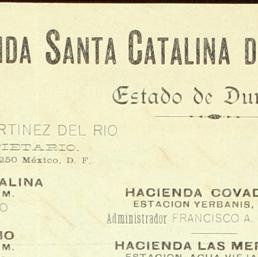 NDA SANTA CATALINA D
Estado de Du
RTINEZ DEL RIO
PIETARIO.
250 México, D. F.
ALINA
HACIENDA COVAD
M.
ESTACION YERBANIS,
O
Administrador FRANCISCO A.
HACIENDA LAS MER
M.